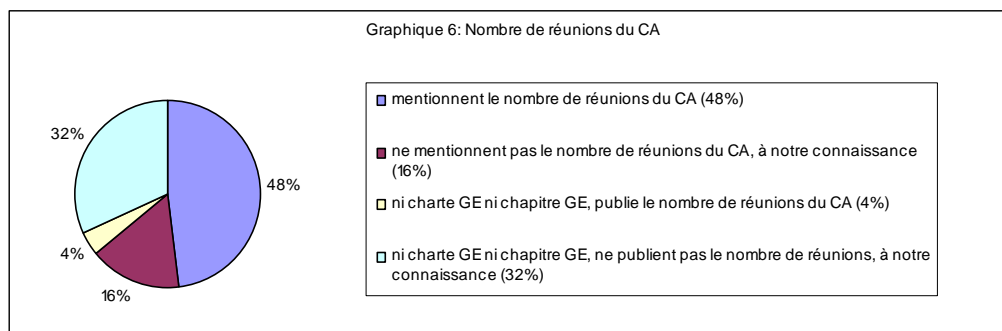 Graphique 6: Nombre de réunions du CA
32%
48%
4%
16%
mentionnent le nombre de réunions du CA (48%)
ne mentionnent pas le nombre de réunions du CA, à notre connaissance
(16%)
ni charte GE ni chapitre GE, publie le nombre de réunions du CA (4%)
ni charte GE ni chapitre GE, ne publient pas le nombre de réunions, à notre
connaissance (32%)